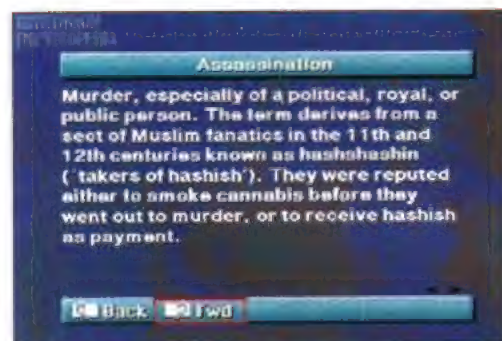 Assassination
Murder, especially of a political, royal, or
public person. The term derives from a
sect of Muslim fanatics in the 11th and
12th centuries known as hashshashin
('takers of hashish'). They were reputed
either to smoke cannabis before they
went out to murder, or to receive hashish
as payment.
Back Fwd